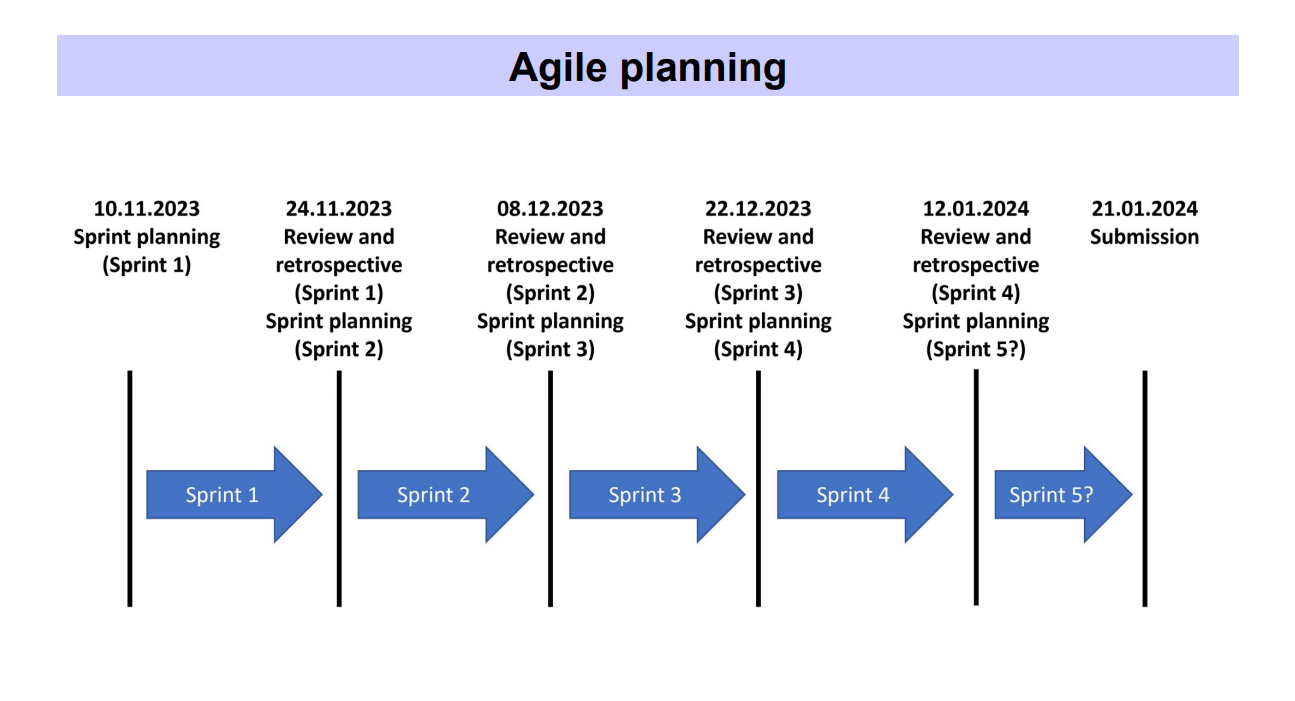 Agile planning
10.11.2023
Sprint planning
(Sprint 1)
24.11.2023
Review and
retrospective
(Sprint 1)
Sprint planning
(Sprint 2)
08.12.2023
Review and
retrospective
(Sprint 2)
Sprint planning
(Sprint 3)
22.12.2023
Review and
retrospective
(Sprint 3)
Sprint planning
(Sprint 4)
12.01.2024
Review and
retrospective
(Sprint 4)
Sprint planning
(Sprint 5?)
21.01.2024
Submission
Sprint 1
Sprint 2
Sprint 3
Sprint 4
Sprint 5?